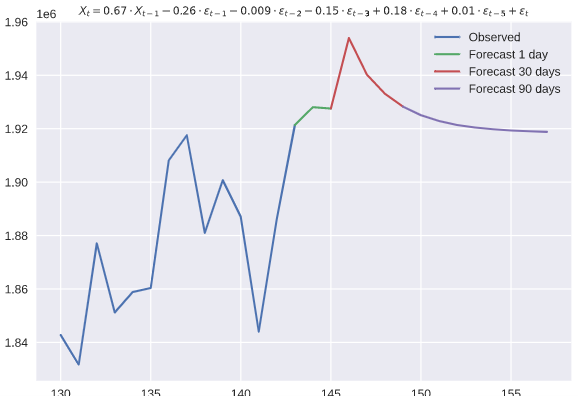 X_t = 0.67 · X_{t−1} − 0.26 · ε_{t−1} − 0.009 · ε_{t−2} − 0.15 · ε_{t−3} + 0.18 · ε_{t−4} + 0.01 · ε_{t−5} + ε_t
1e6
1.96
1.94
1.92
1.90
1.88
1.86
1.84
Observed
Forecast 1 day
Forecast 30 days
Forecast 90 days
130
135
140
145
150
155